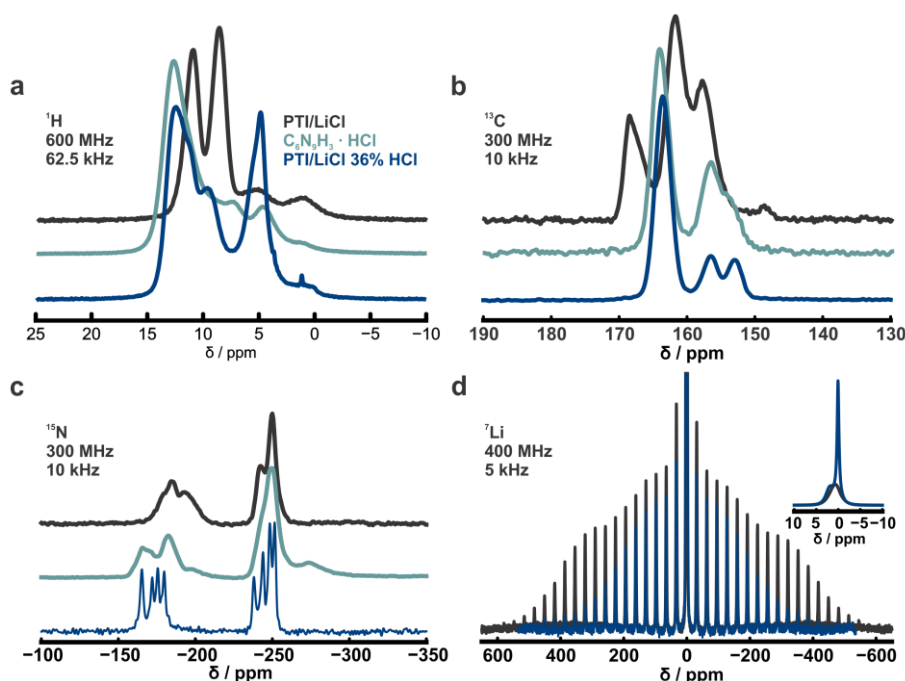 a
¹H
600 MHz
62.5 kHz
PTI/LiCl
C₆N₉H₃ · HCl
PTI/LiCl 36% HCl
25 20 15 10 5 0 −5 −10
δ / ppm
b
¹³C
300 MHz
10 kHz
190 180 170 160 150 140 130
δ / ppm
c
¹⁵N
300 MHz
10 kHz
−100 −150 −200 −250 −300 −350
δ / ppm
d
⁷Li
400 MHz
5 kHz
10 5 0 −5 −10
δ / ppm
600 400 200 0 −200 −400 −600
δ / ppm